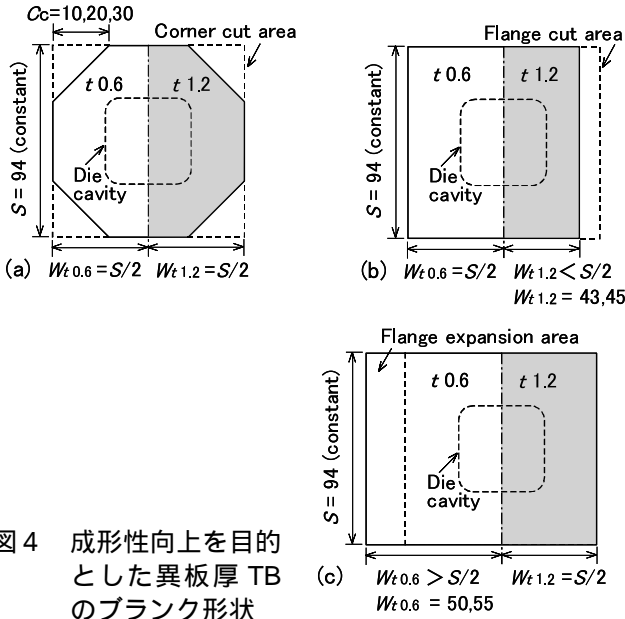 Cc=10,20,30
Corner cut area
t 0.6
t 1.2
S = 94 (constant)
Die
cavity
(a) Wt 0.6 =S/2 Wt 1.2=S/2
Flange cut area
t 0.6
t 1.2
S = 94 (constant)
Die
cavity
(b) Wt 0.6 =S/2 Wt 1.2< S/2
Wt 1.2 = 43,45
Flange expansion area
t 0.6
t 1.2
S = 94 (constant)
Die
cavity
(c) Wt 0.6 > S/2 Wt 1.2 =S/2
Wt 0.6 = 50,55
図4 成形性向上を目的
とした異板厚 TB
のブランク形状